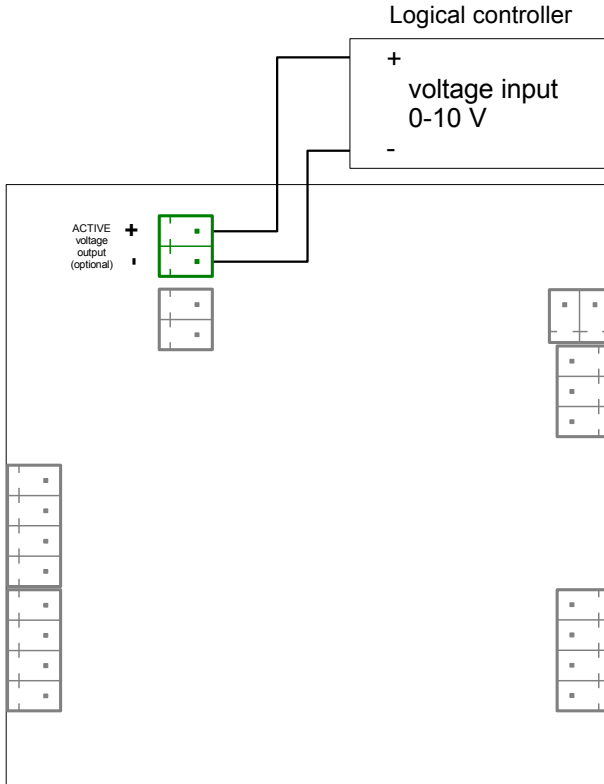 Logical controller
+
voltage input
0-10 V
-
ACTIVE
voltage
output
(optional)
+
-